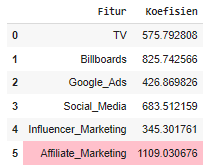 Fitur Koefisien
0 TV 575.792808
1 Billboards 825.742566
2 Google_Ads 426.869826
3 Social_Media 683.512159
4 Influencer_Marketing 345.301761
5 Affiliate_Marketing 1109.030676